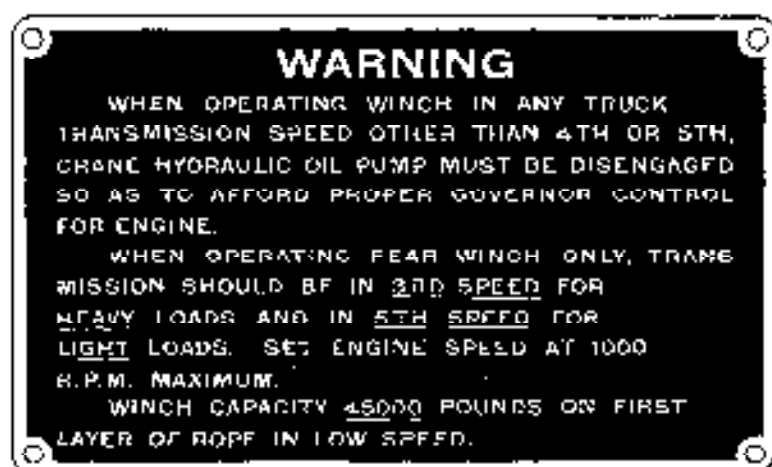 WARNING
WHEN OPERATING WINCH IN ANY TRUCK
TRANSMISSION SPEED OTHER THAN 4TH OR 5TH,
CRANE HYDRAULIC OIL PUMP MUST BE DISENGAGED
SO AS TO AFFORD PROPER GOVERNOR CONTROL
FOR ENGINE.
WHEN OPERATING REAR WINCH ONLY, TRANS
MISSION SHOULD BE IN 3RD SPEED FOR
HEAVY LOADS AND IN 5TH SPEED FOR
LIGHT LOADS. SET ENGINE SPEED AT 1000
R.P.M. MAXIMUM.
WINCH CAPACITY 45000 POUNDS ON FIRST
LAYER OF ROPE IN LOW SPEED.